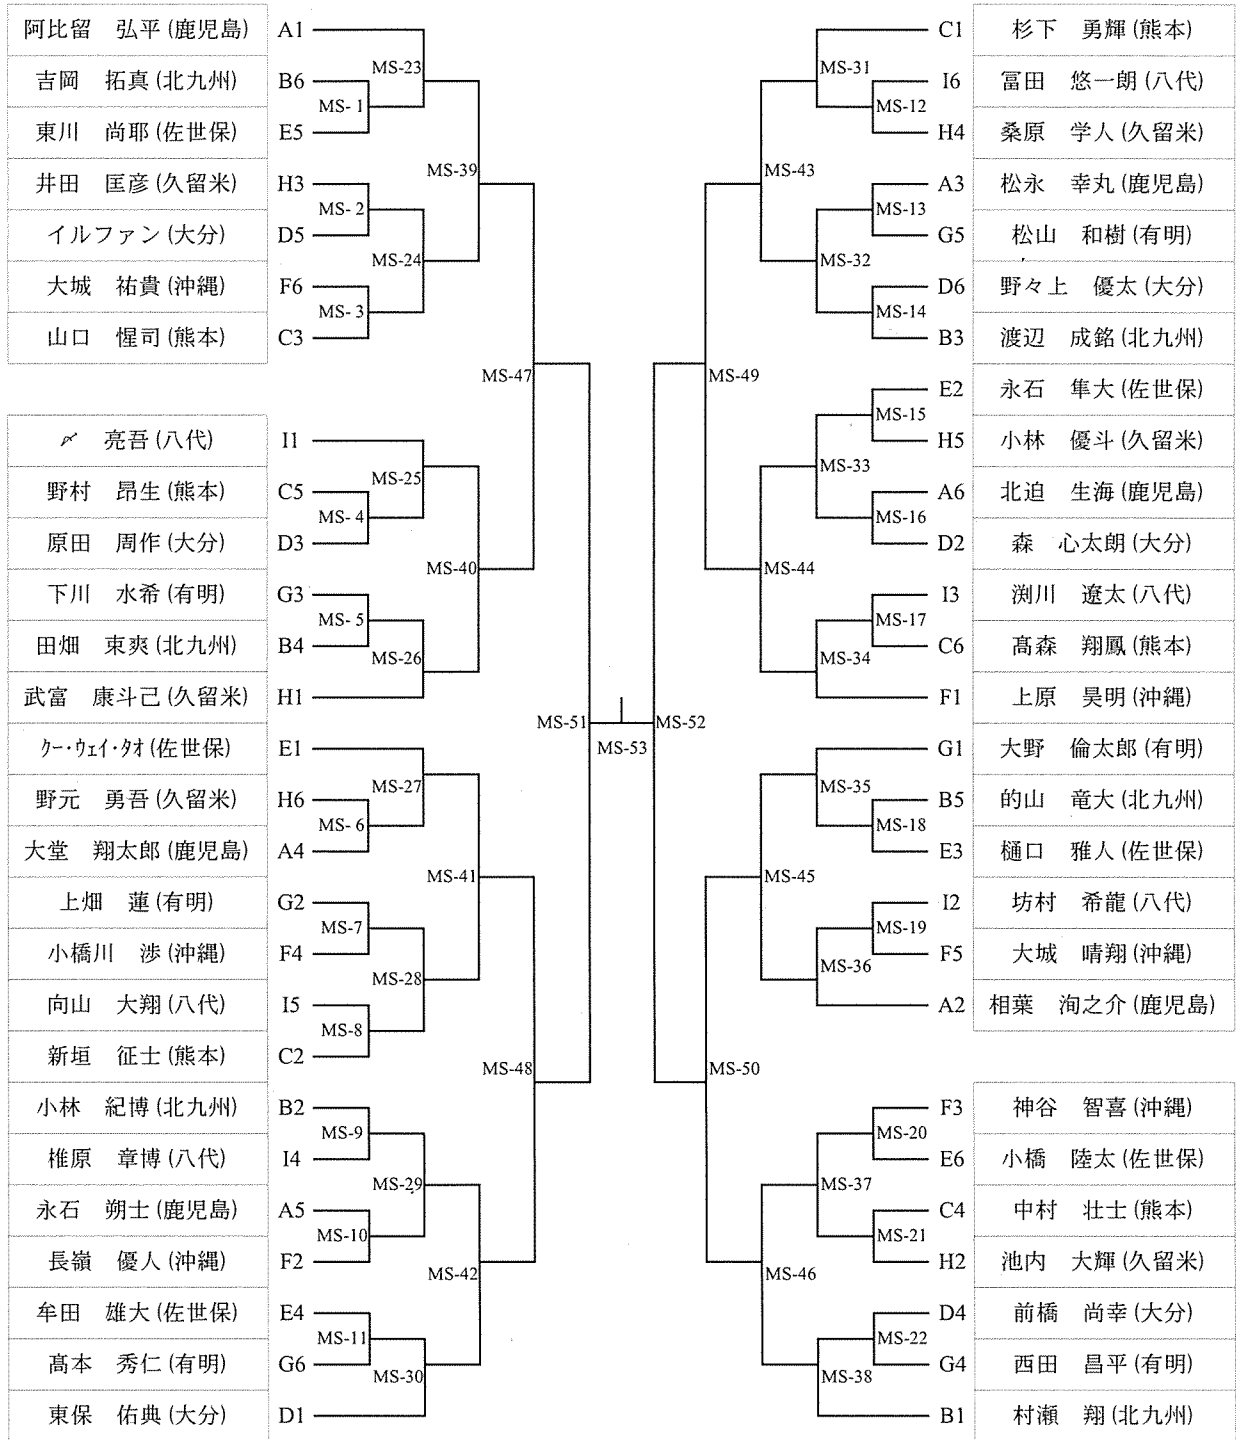 阿比留 弘平(鹿児島) A1
吉岡 拓真(北九州) B6
東川 尚耶(佐世保) E5
井田 匡彦(久留米) H3
イルファン(大分) D5
大城 祐貴(沖縄) F6
山口 惺司(熊本) C3
〆 亮吾(八代) I1
野村 昂生(熊本) C5
原田 周作(大分) D3
下川 水希(有明) G3
田畑 束爽(北九州) B4
武富 康斗己(久留米) H1
クー・ウェイ・タオ(佐世保) E1
野元 勇吾(久留米) H6
大堂 翔太郎(鹿児島) A4
上畑 蓮(有明) G2
小橋川 渉(沖縄) F4
向山 大翔(八代) I5
新垣 征士(熊本) C2
小林 紀博(北九州) B2
椎原 章博(八代) I4
永石 朔士(鹿児島) A5
長嶺 優人(沖縄) F2
牟田 雄大(佐世保) E4
髙本 秀仁(有明) G6
東保 佑典(大分) D1
MS-23
MS- 1
MS-39
MS- 2
MS-24
MS- 3
MS-47
MS-25
MS- 4
MS-40
MS- 5
MS-26
MS-51
MS-53
MS-27
MS- 6
MS-41
MS-7
MS-28
MS-8
MS-48
MS-9
MS-29
MS-10
MS-42
MS-11
MS-30
MS-31
MS-12
MS-43
MS-13
MS-32
MS-14
MS-49
MS-15
MS-33
MS-16
MS-44
MS-17
MS-34
MS-52
MS-35
MS-18
MS-45
MS-19
MS-36
MS-50
MS-20
MS-37
MS-21
MS-46
MS-22
MS-38
C1 杉下 勇輝(熊本)
I6 冨田 悠一朗(八代)
H4 桑原 学人(久留米)
A3 松永 幸丸(鹿児島)
G5 松山 和樹(有明)
D6 野々上 優太(大分)
B3 渡辺 成銘(北九州)
E2 永石 隼大(佐世保)
H5 小林 優斗(久留米)
A6 北迫 生海(鹿児島)
D2 森 心太朗(大分)
I3 渕川 遼太(八代)
C6 髙森 翔鳳(熊本)
F1 上原 昊明(沖縄)
G1 大野 倫太郎(有明)
B5 的山 竜大(北九州)
E3 樋口 雅人(佐世保)
I2 坊村 希龍(八代)
F5 大城 晴翔(沖縄)
A2 相葉 洵之介(鹿児島)
F3 神谷 智喜(沖縄)
E6 小橋 陸太(佐世保)
C4 中村 壮士(熊本)
H2 池内 大輝(久留米)
D4 前橋 尚幸(大分)
G4 西田 昌平(有明)
B1 村瀬 翔(北九州)